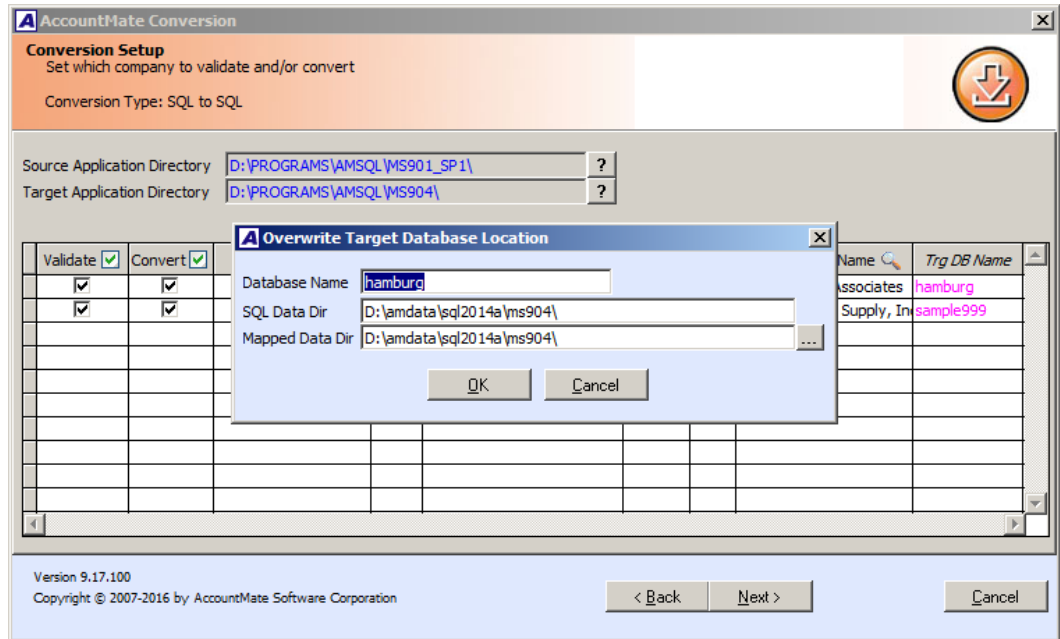 AccountMate Conversion
Conversion Setup
Set which company to validate and/or convert
Conversion Type: SQL to SQL
Source Application Directory D:\PROGRAMS\AMSQL\MS901_SP1\ ?
Target Application Directory D:\PROGRAMS\AMSQL\MS904\ ?
Overwrite Target Database Location
Validate Convert Name Trg DB Name
Database Name hamburg
Associates hamburg
SQL Data Dir D:\amdata\sql2014a\ms904\
Supply, In sample999
Mapped Data Dir D:\amdata\sql2014a\ms904\ ...
OK Cancel
Version 9.17.100
Copyright © 2007-2016 by AccountMate Software Corporation
< Back Next > Cancel